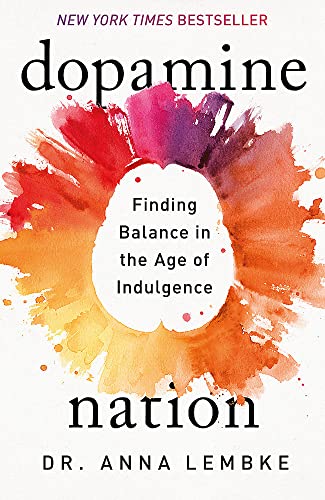 NEW YORK TIMES BESTSELLER
dopamine
Finding
Balance in
the Age of
Indulgence
nation
DR. ANNA LEMBKE